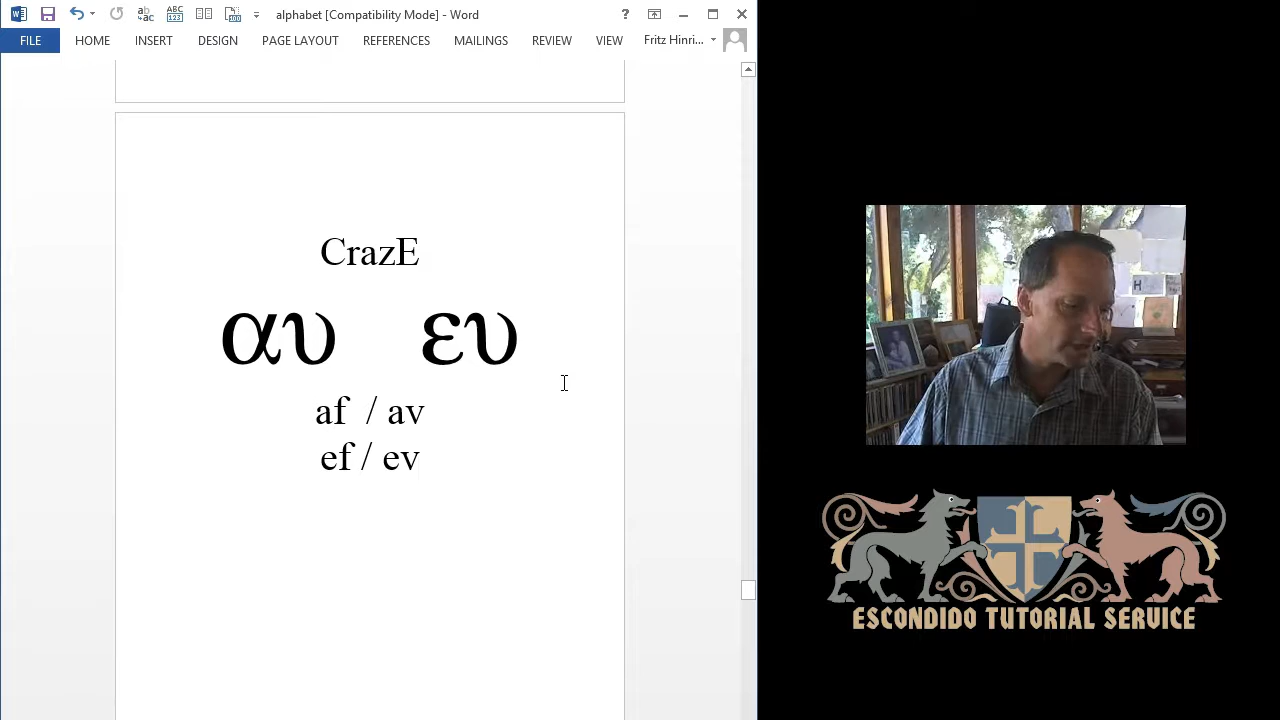 alphabet [Compatibility Mode] - Word
FILE HOME INSERT DESIGN PAGE LAYOUT REFERENCES MAILINGS REVIEW VIEW Fritz Hinri...
CrazE
αυ ευ
af / av
ef / ev
H
ESCONDIDO TUTORIAL SERVICE